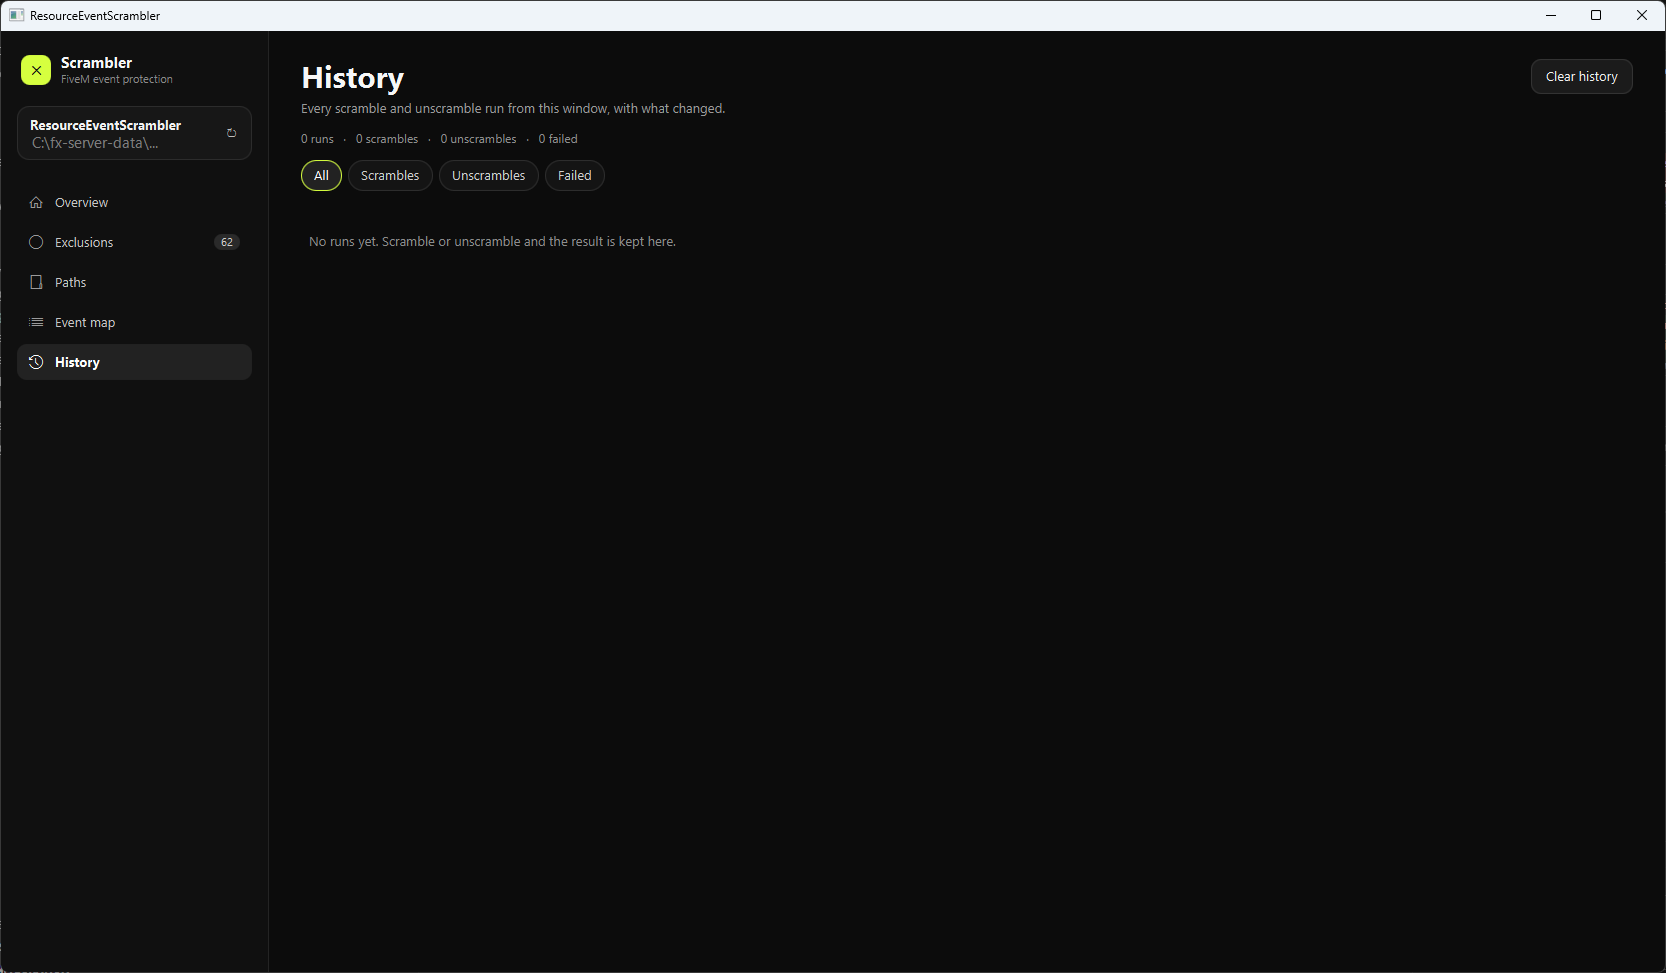 ResourceEventScrambler
Scrambler
FiveM event protection
ResourceEventScrambler
C:\fx-server-data\...
Overview
Exclusions 62
Paths
Event map
History
History
Clear history
Every scramble and unscramble run from this window, with what changed.
0 runs · 0 scrambles · 0 unscrambles · 0 failed
All Scrambles Unscrambles Failed
No runs yet. Scramble or unscramble and the result is kept here.